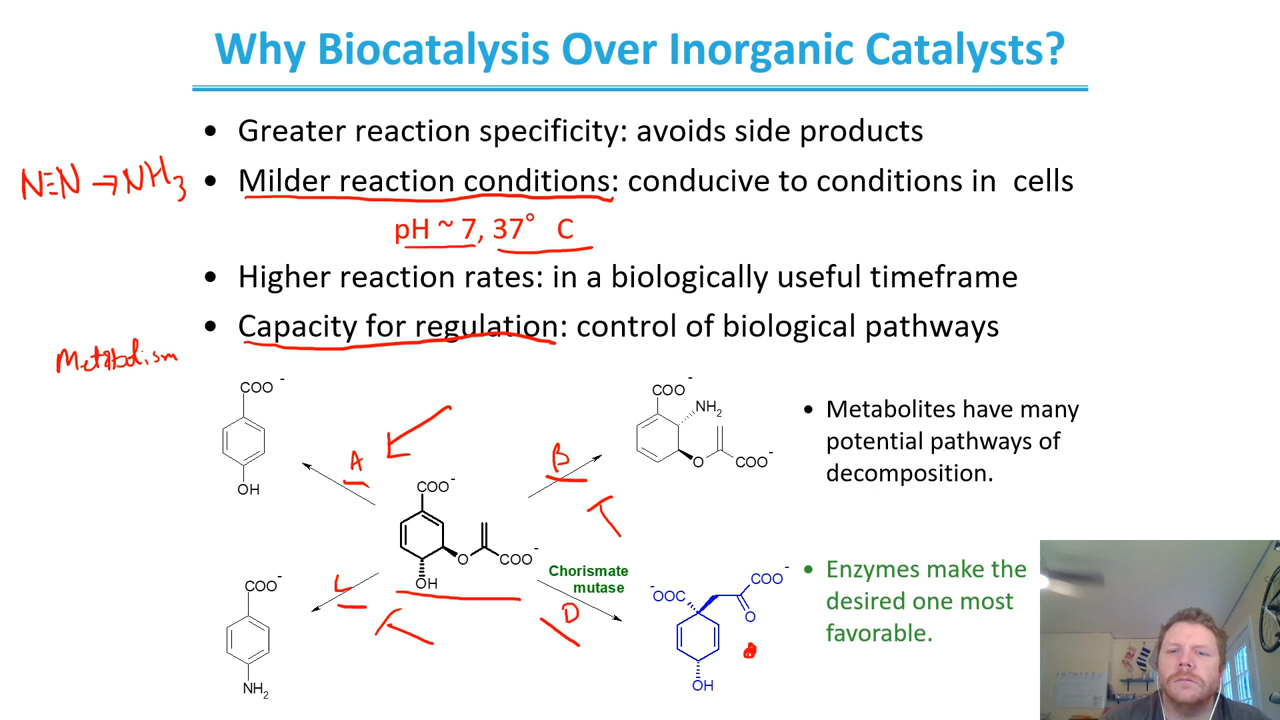 Why Biocatalysis Over Inorganic Catalysts?
• Greater reaction specificity: avoids side products
N≡N → NH3
• Milder reaction conditions: conducive to conditions in cells
pH ~ 7, 37° C
• Higher reaction rates: in a biologically useful timeframe
• Capacity for regulation: control of biological pathways
Metabolism
COO-
OH
A
COO-
NH2
O
COO-
B
COO-
O
COO-
OH
COO-
NH2
C
Chorismate
mutase
D
-OOC
COO-
O
OH
• Metabolites have many
potential pathways of
decomposition.
• Enzymes make the
desired one most
favorable.